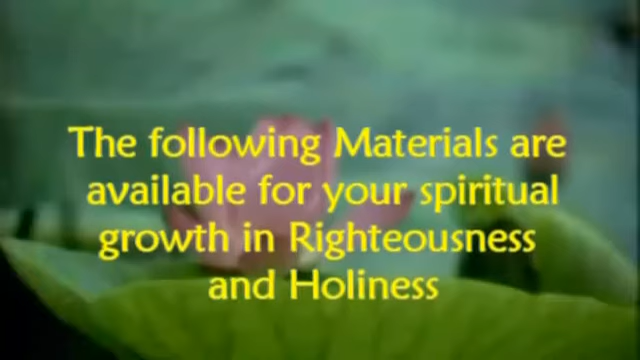 The following Materials are
available for your spiritual
growth in Righteousness
and Holiness